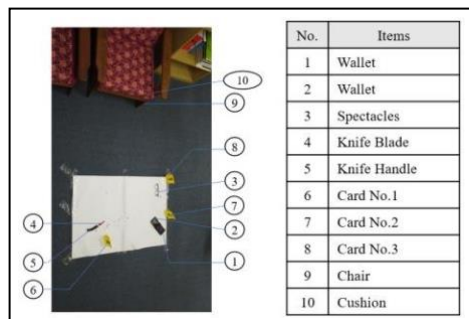 10
9
8
3
7
4
2
5
1
6
No. Items
1 Wallet
2 Wallet
3 Spectacles
4 Knife Blade
5 Knife Handle
6 Card No.1
7 Card No.2
8 Card No.3
9 Chair
10 Cushion